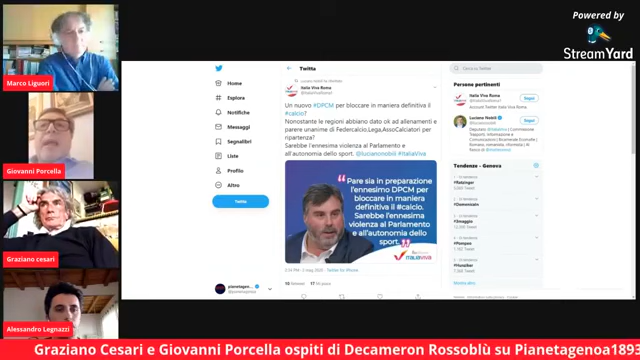 Powered by
StreamYard
Marco Liguori
Giovanni Porcella
Graziano cesari
Alessandro Legnazzi
Home
Esplora
Notifiche
Messaggi
Segnalibri
Liste
Profilo
Altro
Twitta
Twitta
Italia Viva Roma
Un nuovo #DPCM per bloccare in maniera definitiva il
#calcio?
Nonostante le regioni abbiano dato ok ad allenamenti e
parere unanime di Federcalcio,Lega,AssoCalciatori per
ripartenza?
Sarebbe l'ennesima violenza al Parlamento e
all'autonomia dello sport. @lucianonobili #ItaliaViva
"Pare sia in preparazione
l'ennesimo DPCM per
bloccare in maniera
definitiva il #calcio.
Sarebbe l'ennesima
violenza al Parlamento
e all'autonomia dello
sport."
ITALIA VIVA
Cerca su Twitter
Persone pertinenti
Italia Viva Roma
Segui
Luciano Nobili
Segui
Tendenze - Genova
Mostra altro
Graziano Cesari e Giovanni Porcella ospiti di Decameron Rossoblù su Pianetagenoa1893